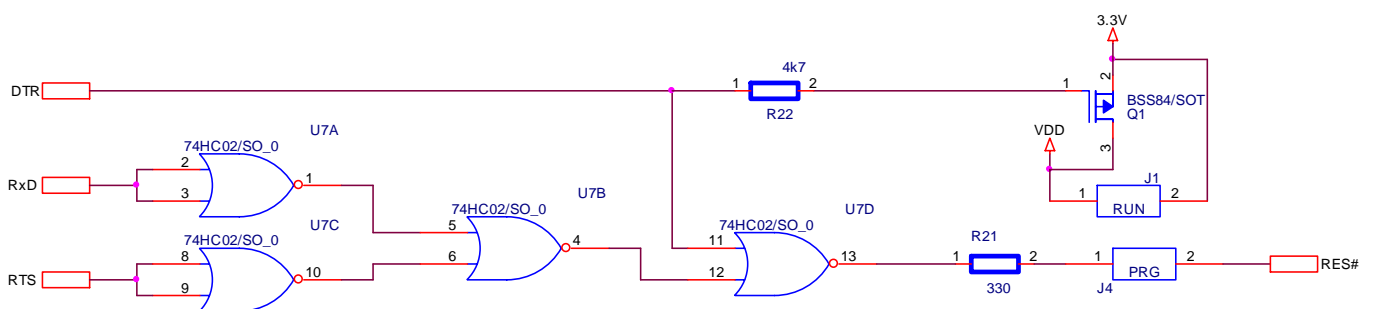 3.3V
4k7
DTR
1
2
1
2
BSS84/SOT
R22
Q1
U7A
VDD
74HC02/SO_0
3
RxD
2
3
1
J1
1
RUN
2
U7B
74HC02/SO_0
U7D
U7C
74HC02/SO_0
74HC02/SO_0
5
4
11
R21
RTS
8
9
10
6
12
13
1
2
1
PRG
2
RES#
330
J4